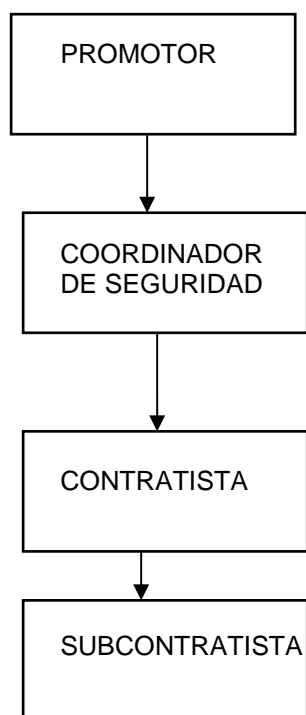 PROMOTOR
COORDINADOR
DE SEGURIDAD
CONTRATISTA
SUBCONTRATISTA